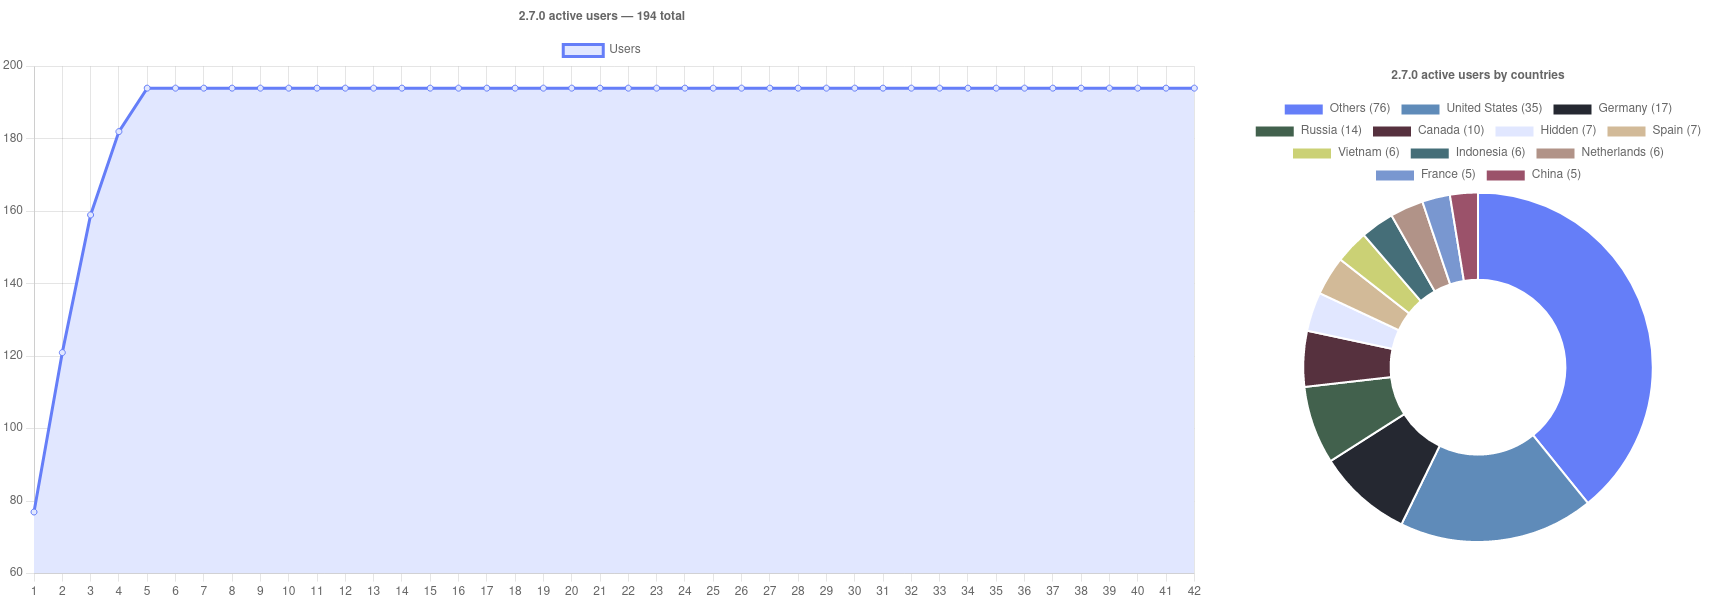 2.7.0 active users — 194 total
Users
200
180
160
140
120
100
80
60
1 2 3 4 5 6 7 8 9 10 11 12 13 14 15 16 17 18 19 20 21 22 23 24 25 26 27 28 29 30 31 32 33 34 35 36 37 38 39 40 41 42
2.7.0 active users by countries
Others (76) United States (35) Germany (17)
Russia (14) Canada (10) Hidden (7) Spain (7)
Vietnam (6) Indonesia (6) Netherlands (6)
France (5) China (5)